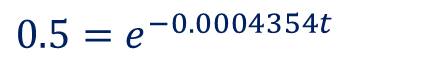 0.5 = e^{-0.0004354t}